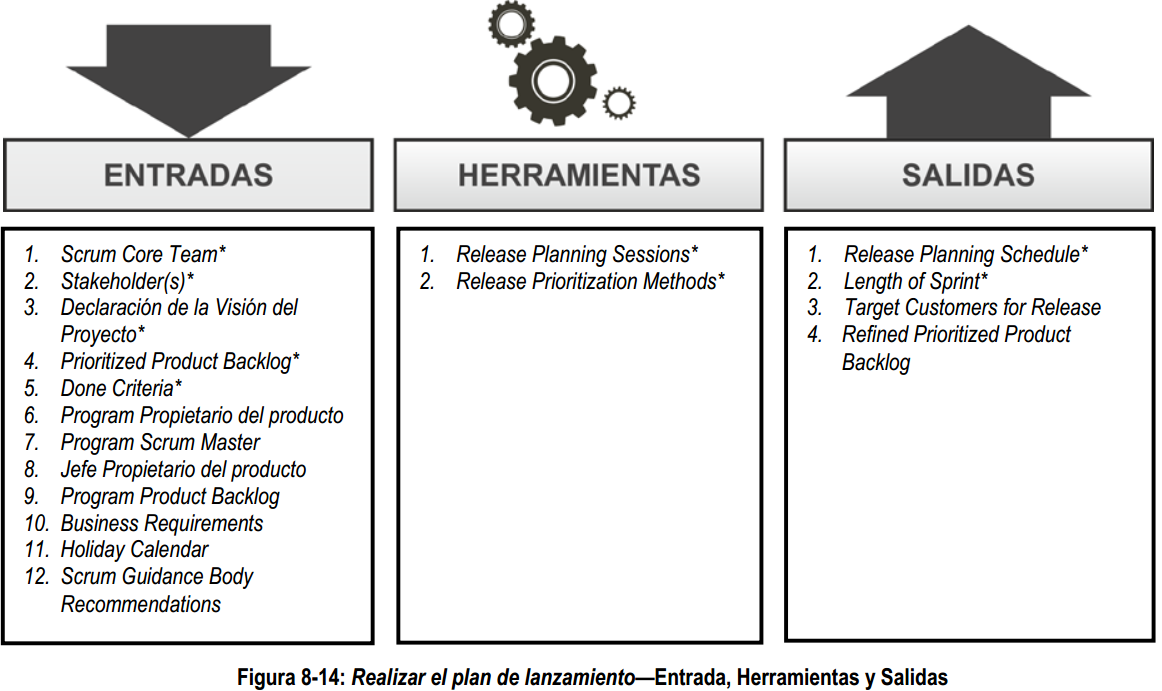 ENTRADAS
1. Scrum Core Team*
2. Stakeholder(s)*
3. Declaración de la Visión del
Proyecto*
4. Prioritized Product Backlog*
5. Done Criteria*
6. Program Propietario del producto
7. Program Scrum Master
8. Jefe Propietario del producto
9. Program Product Backlog
10. Business Requirements
11. Holiday Calendar
12. Scrum Guidance Body
Recommendations
HERRAMIENTAS
1. Release Planning Sessions*
2. Release Prioritization Methods*
SALIDAS
1. Release Planning Schedule*
2. Length of Sprint*
3. Target Customers for Release
4. Refined Prioritized Product
Backlog
Figura 8-14: Realizar el plan de lanzamiento—Entrada, Herramientas y Salidas